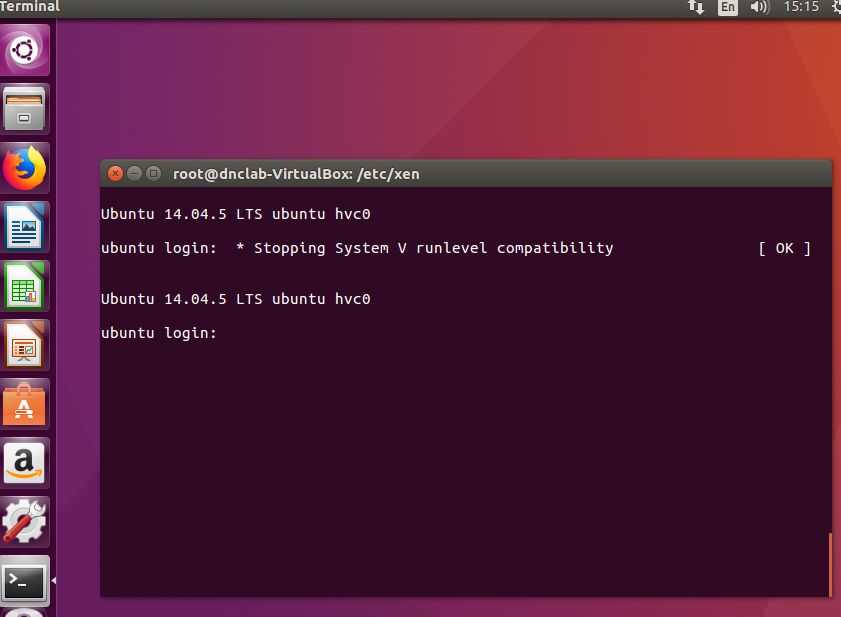 Terminal
En
15:15
root@dnclab-VirtualBox: /etc/xen
Ubuntu 14.04.5 LTS ubuntu hvc0
ubuntu login:  * Stopping System V runlevel compatibility                [ OK ]
Ubuntu 14.04.5 LTS ubuntu hvc0
ubuntu login: